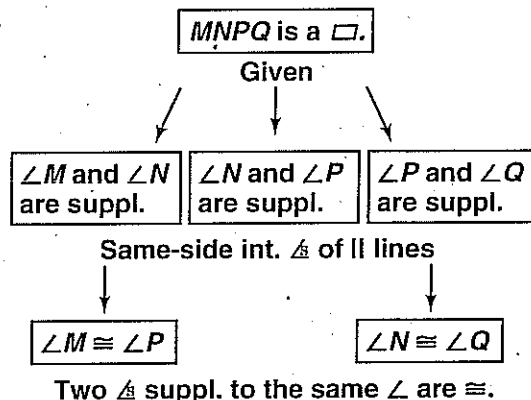 MNPQ is a ▱.
Given
∠M and ∠N
are suppl.
∠N and ∠P
are suppl.
∠P and ∠Q
are suppl.
Same-side int. ∠s of || lines
∠M ≅ ∠P
∠N ≅ ∠Q
Two ∠s suppl. to the same ∠ are ≅.